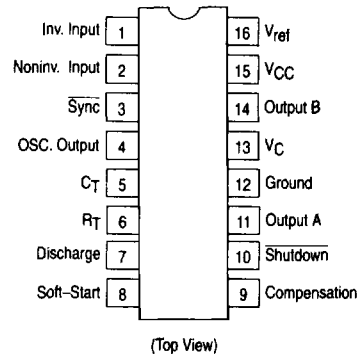 Inv. Input 1 16 Vref
Noninv. Input 2 15 VCC
Sync 3 14 Output B
OSC. Output 4 13 VC
CT 5 12 Ground
RT 6 11 Output A
Discharge 7 10 Shutdown
Soft–Start 8 9 Compensation
(Top View)